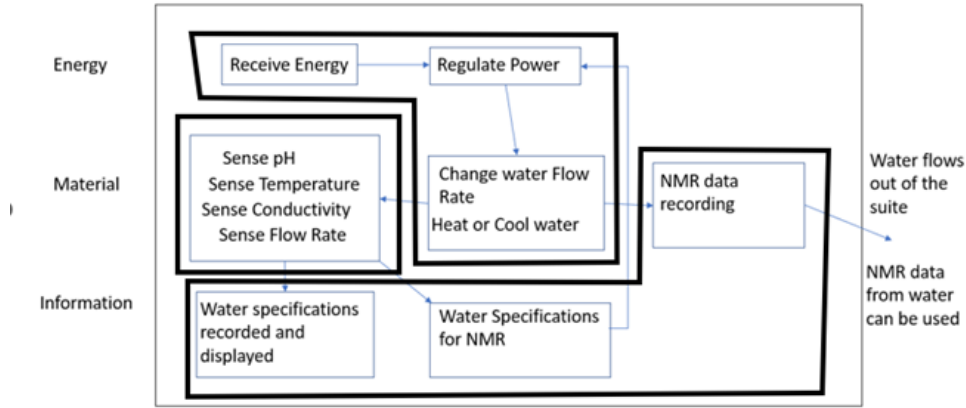 Energy
Receive Energy
Regulate Power
Material
Sense pH
Sense Temperature
Sense Conductivity
Sense Flow Rate
Change water Flow
Rate
Heat or Cool water
NMR data
recording
Water flows
out of the
suite
NMR data
from water
can be used
Information
Water specifications
recorded and
displayed
Water Specifications
for NMR